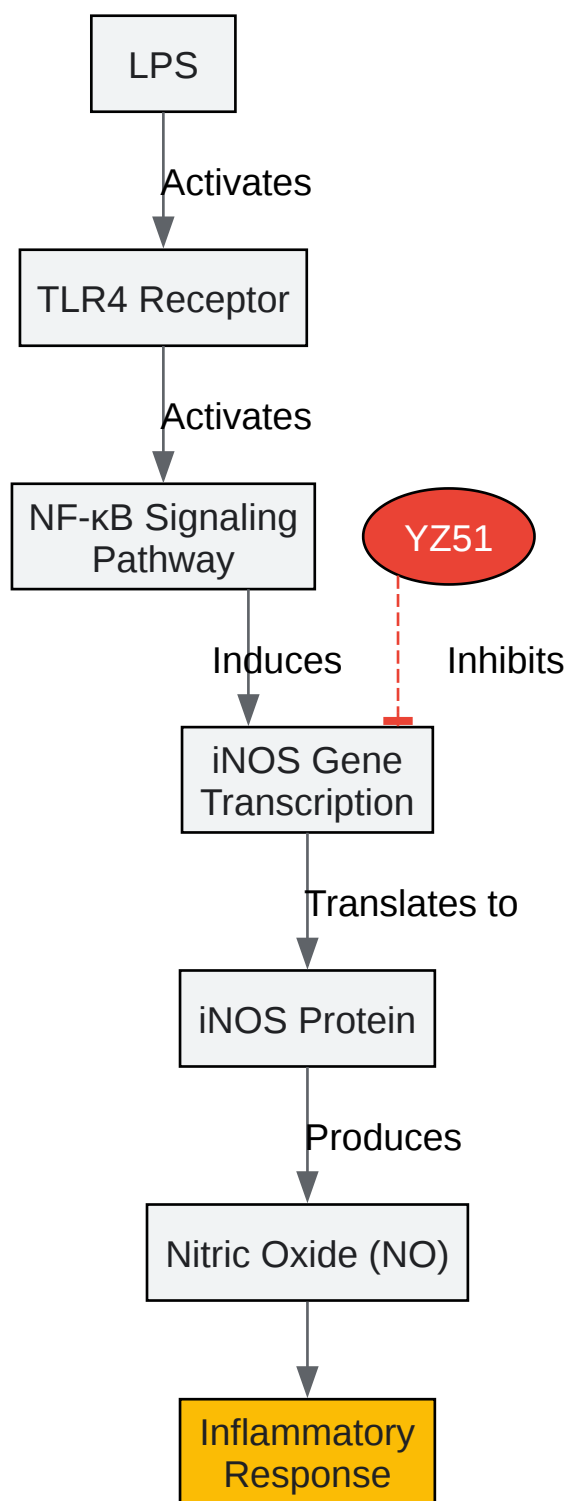 LPS
Activates
TLR4 Receptor
Activates
NF-κB Signaling
Pathway
YZ51
Induces
Inhibits
iNOS Gene
Transcription
Translates to
iNOS Protein
Produces
Nitric Oxide (NO)
Inflammatory
Response